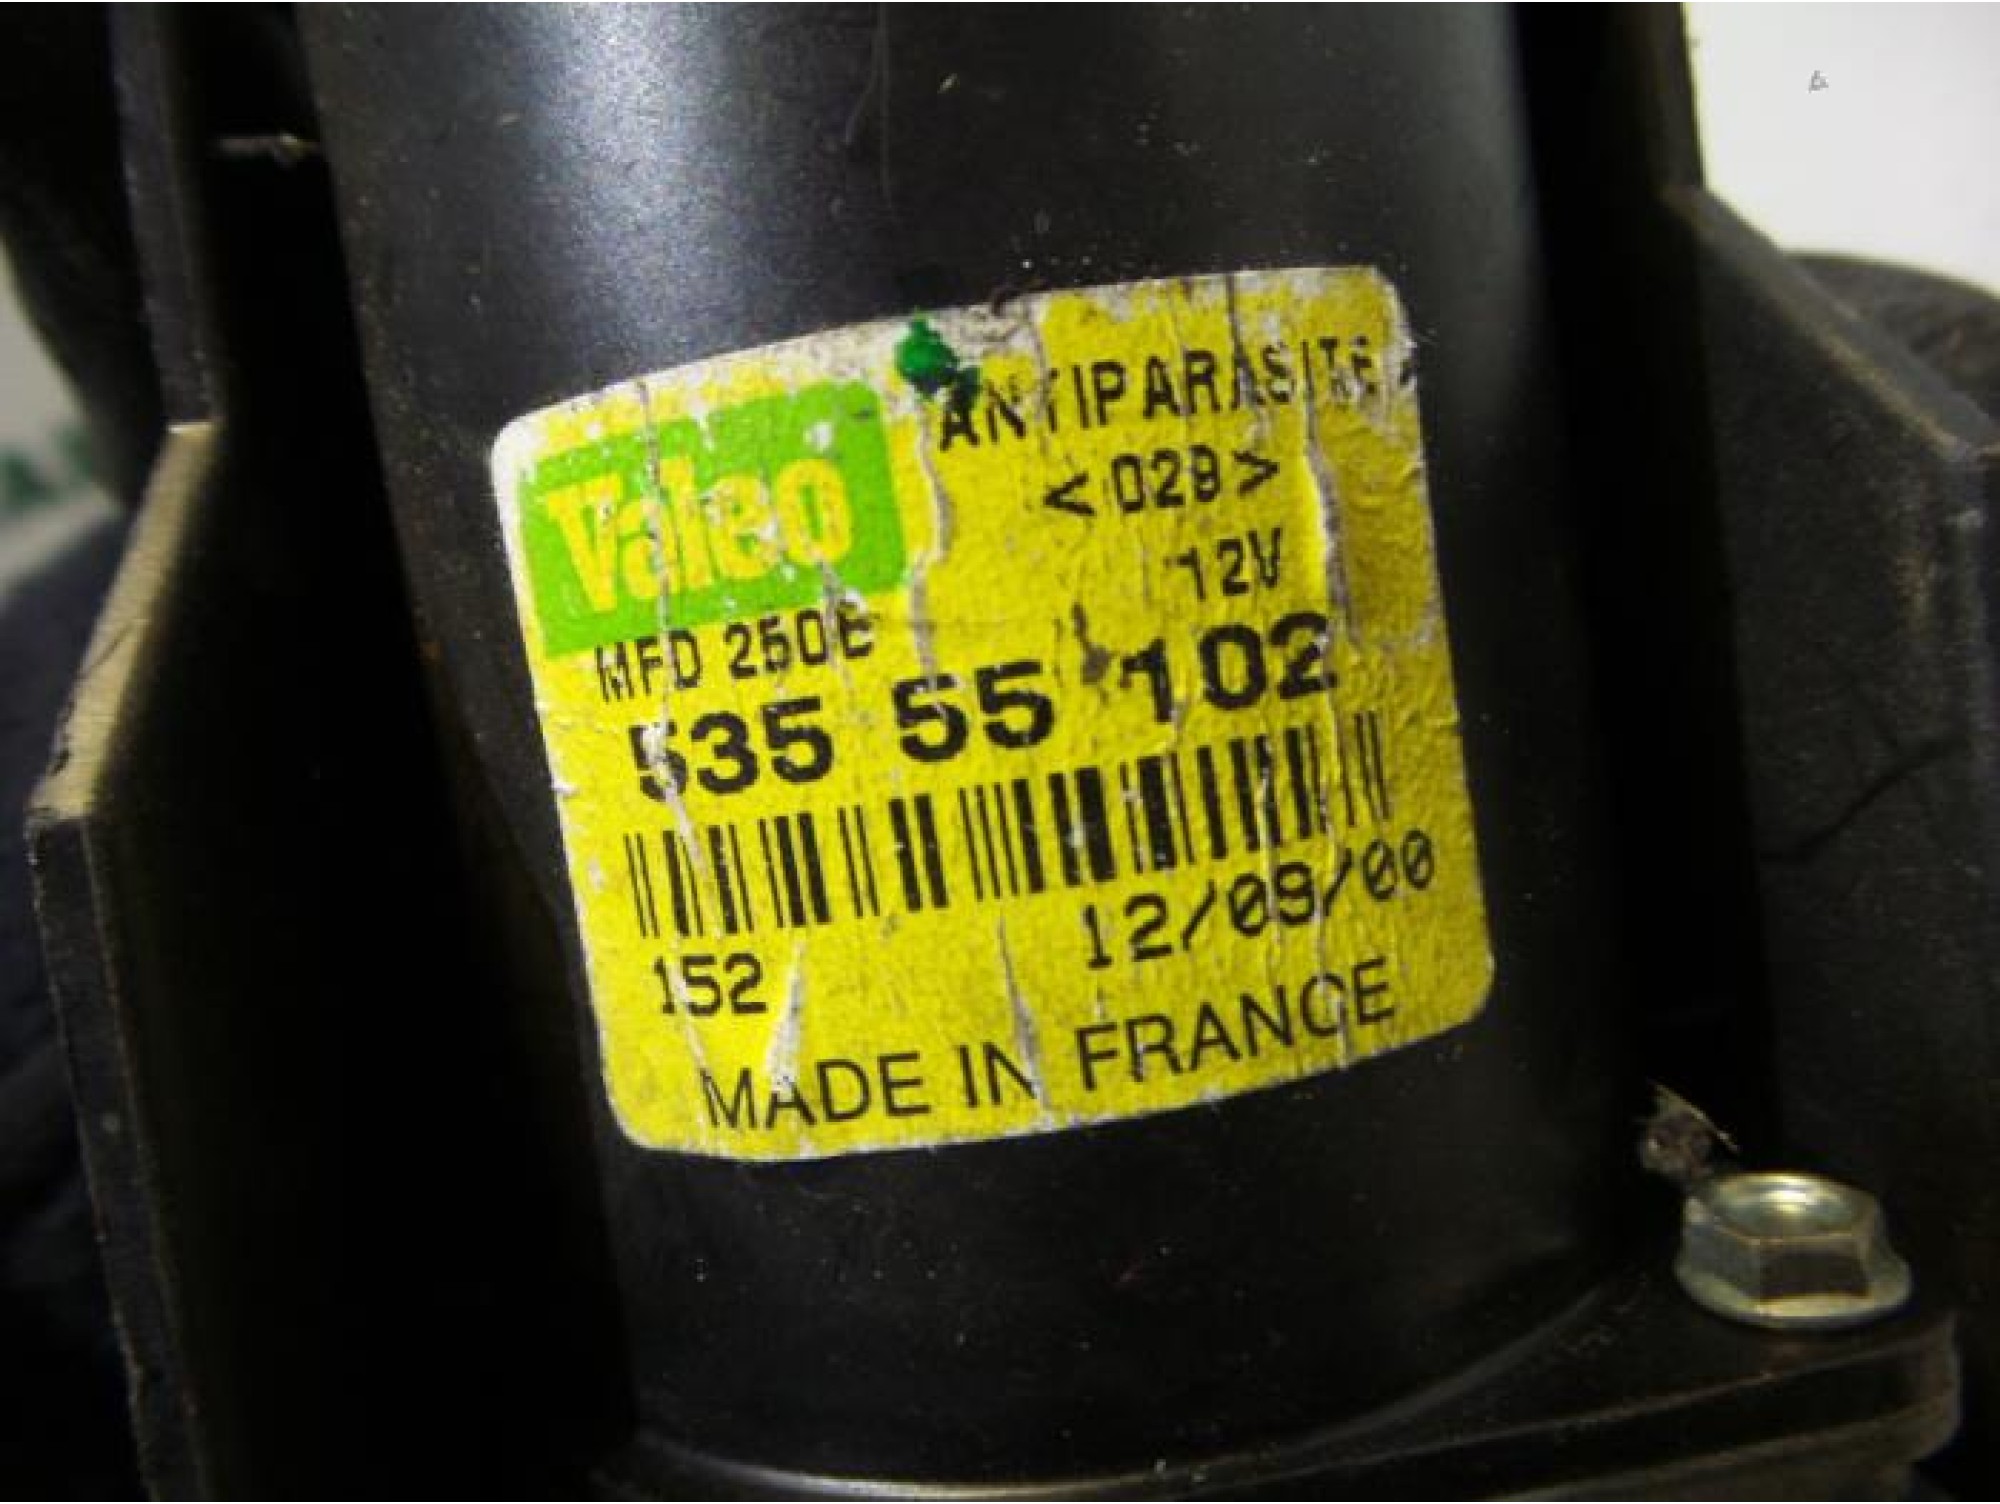 Valeo
ANTIPARASITE
<028>
12V
MFD 250E
535 55 102
152
12/09/00
MADE IN FRANCE